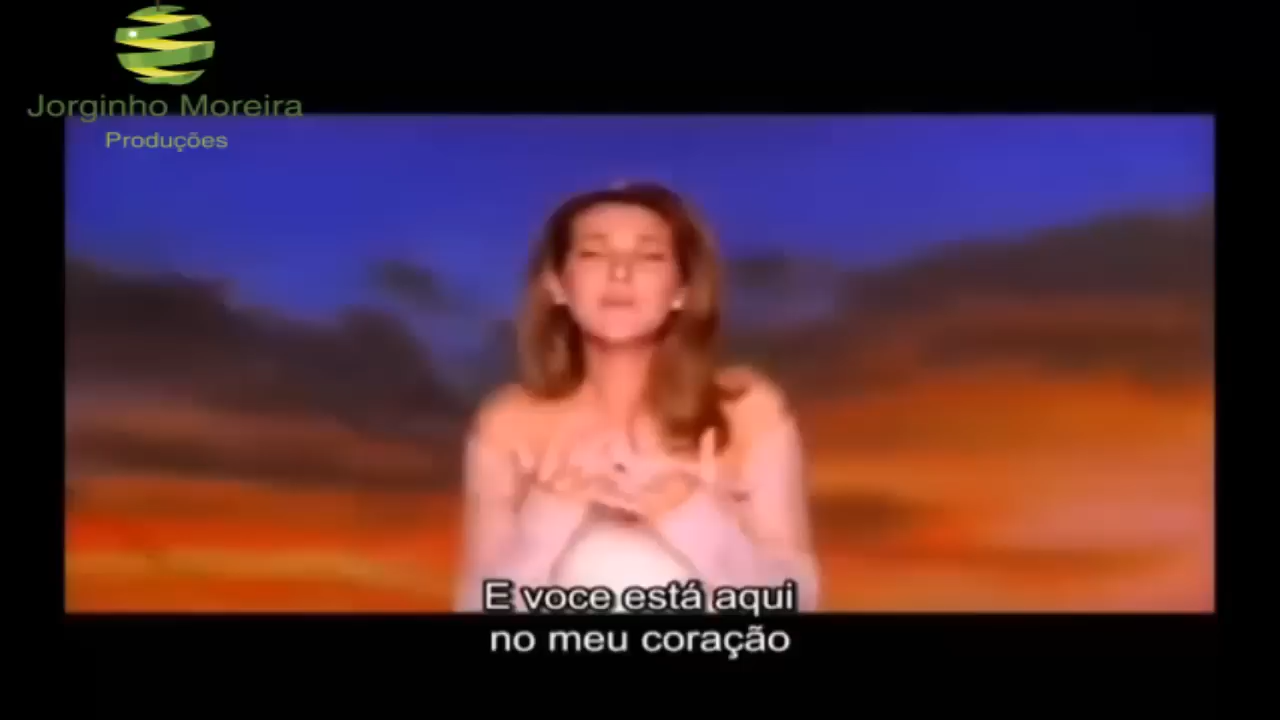 Jorginho Moreira
Produções
E voce está aqui
no meu coração